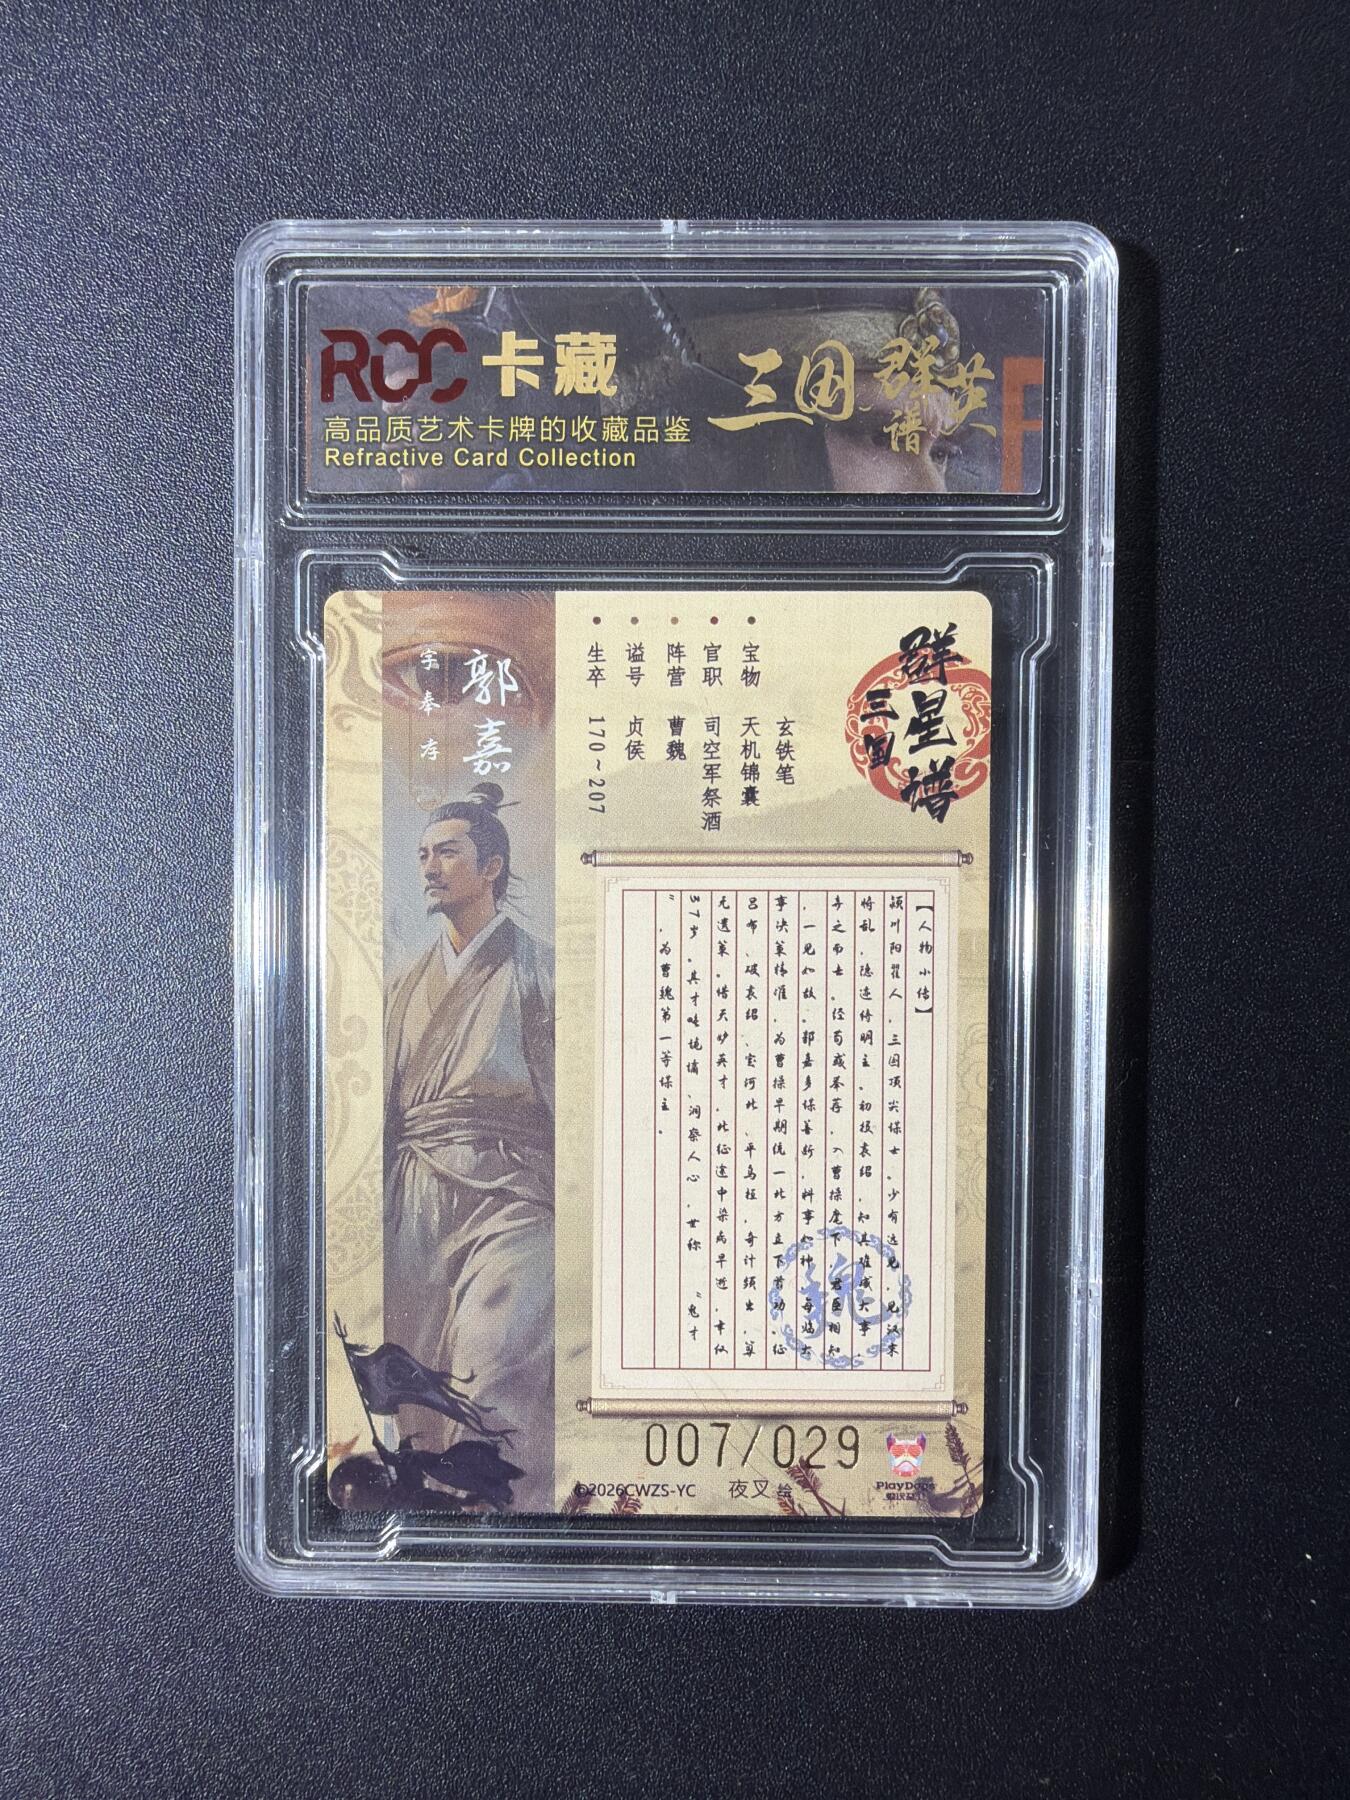 RCC 卡藏
高品质艺术卡牌的收藏品鉴
Refractive Card Collection
三国群英谱
群星谱
三国
玄铁笔
宝物 天机锦囊
官职 司空军祭酒
阵营 曹魏
谥号 贞侯
生卒 170~207
郭嘉
字奉孝
【人物小传】
颍川阳翟人，三国顶尖谋士。少有远见，见汉末
将乱，隐迹待明主。初投袁绍，知其难成大事，
弃之而去。经荀彧举荐，入曹操麾下，君臣相知
，一见如故。郭嘉多谋善断，料事如神，每临大
事决策精准，为曹操早期统一北方立下首功。征
吕布、破袁绍、定河北、平乌桓，奇计频出，算
无遗策。惜天妒英才，北征途中染病早逝，年仅
37岁。其才、洞察人心，世称 “鬼才
”，为曹魏第一等谋主。
魏
007/029
©2026CWZS-YC 夜叉 绘
PlayDogs